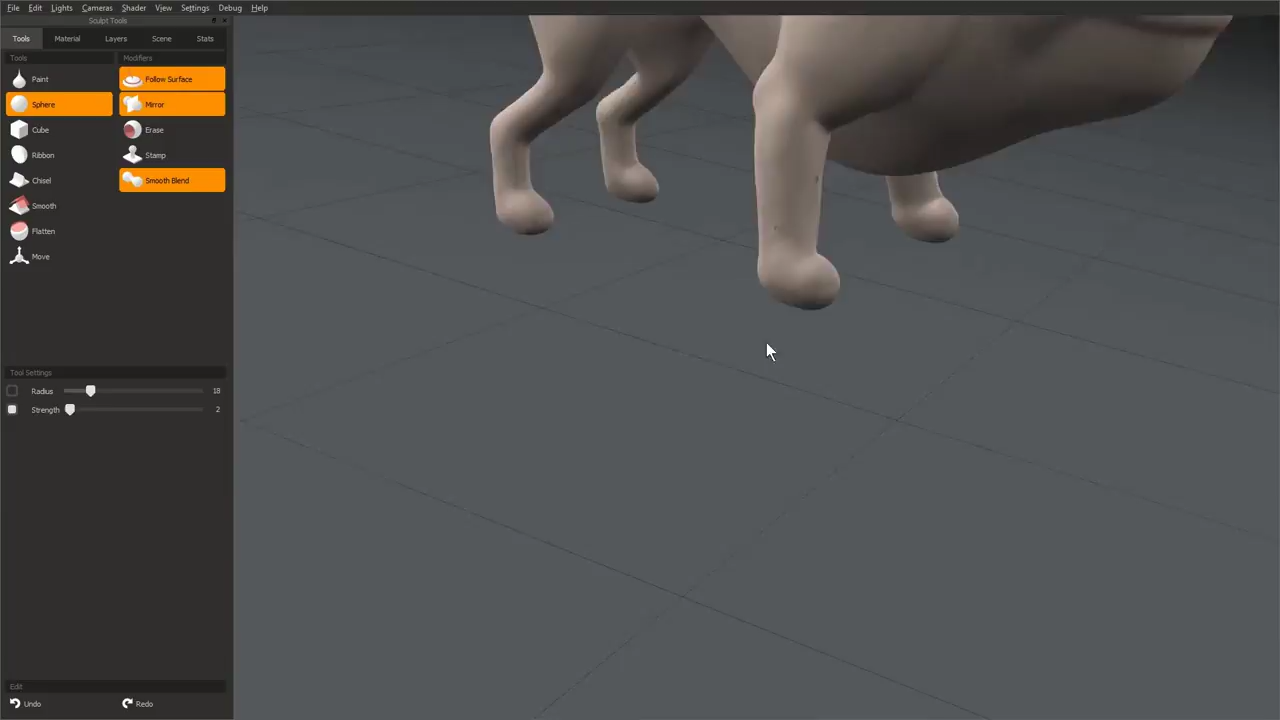 File Edit Lights Cameras Shader View Settings Debug Help
Sculpt Tools
Tools Material Layers Scene Stats
Tools Modifiers
Paint Follow Surface
Sphere Mirror
Cube Erase
Ribbon Stamp
Chisel Smooth Blend
Smooth
Flatten
Move
Tool Settings
Radius 18
Strength 2
Edit
Undo Redo